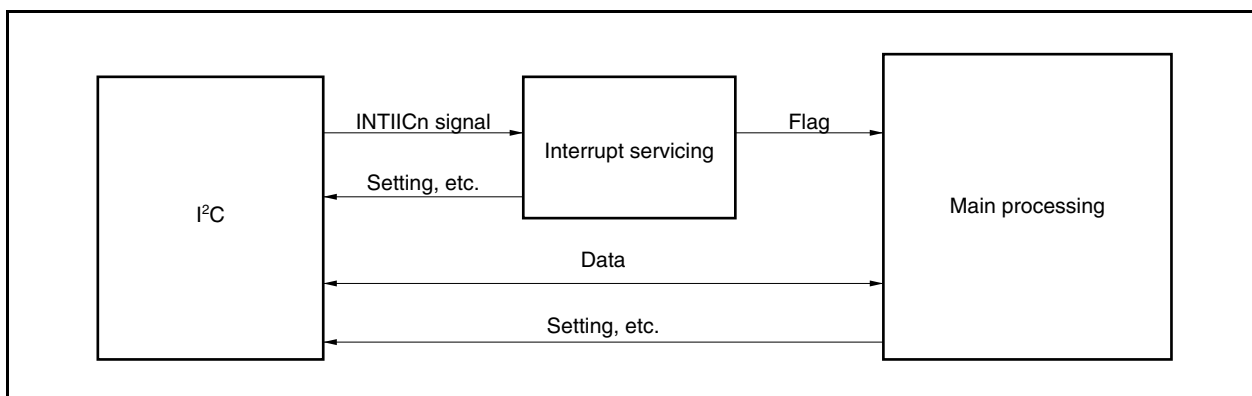 INTIICn signal
Flag
Interrupt servicing
Setting, etc.
I²C
Main processing
Data
Setting, etc.